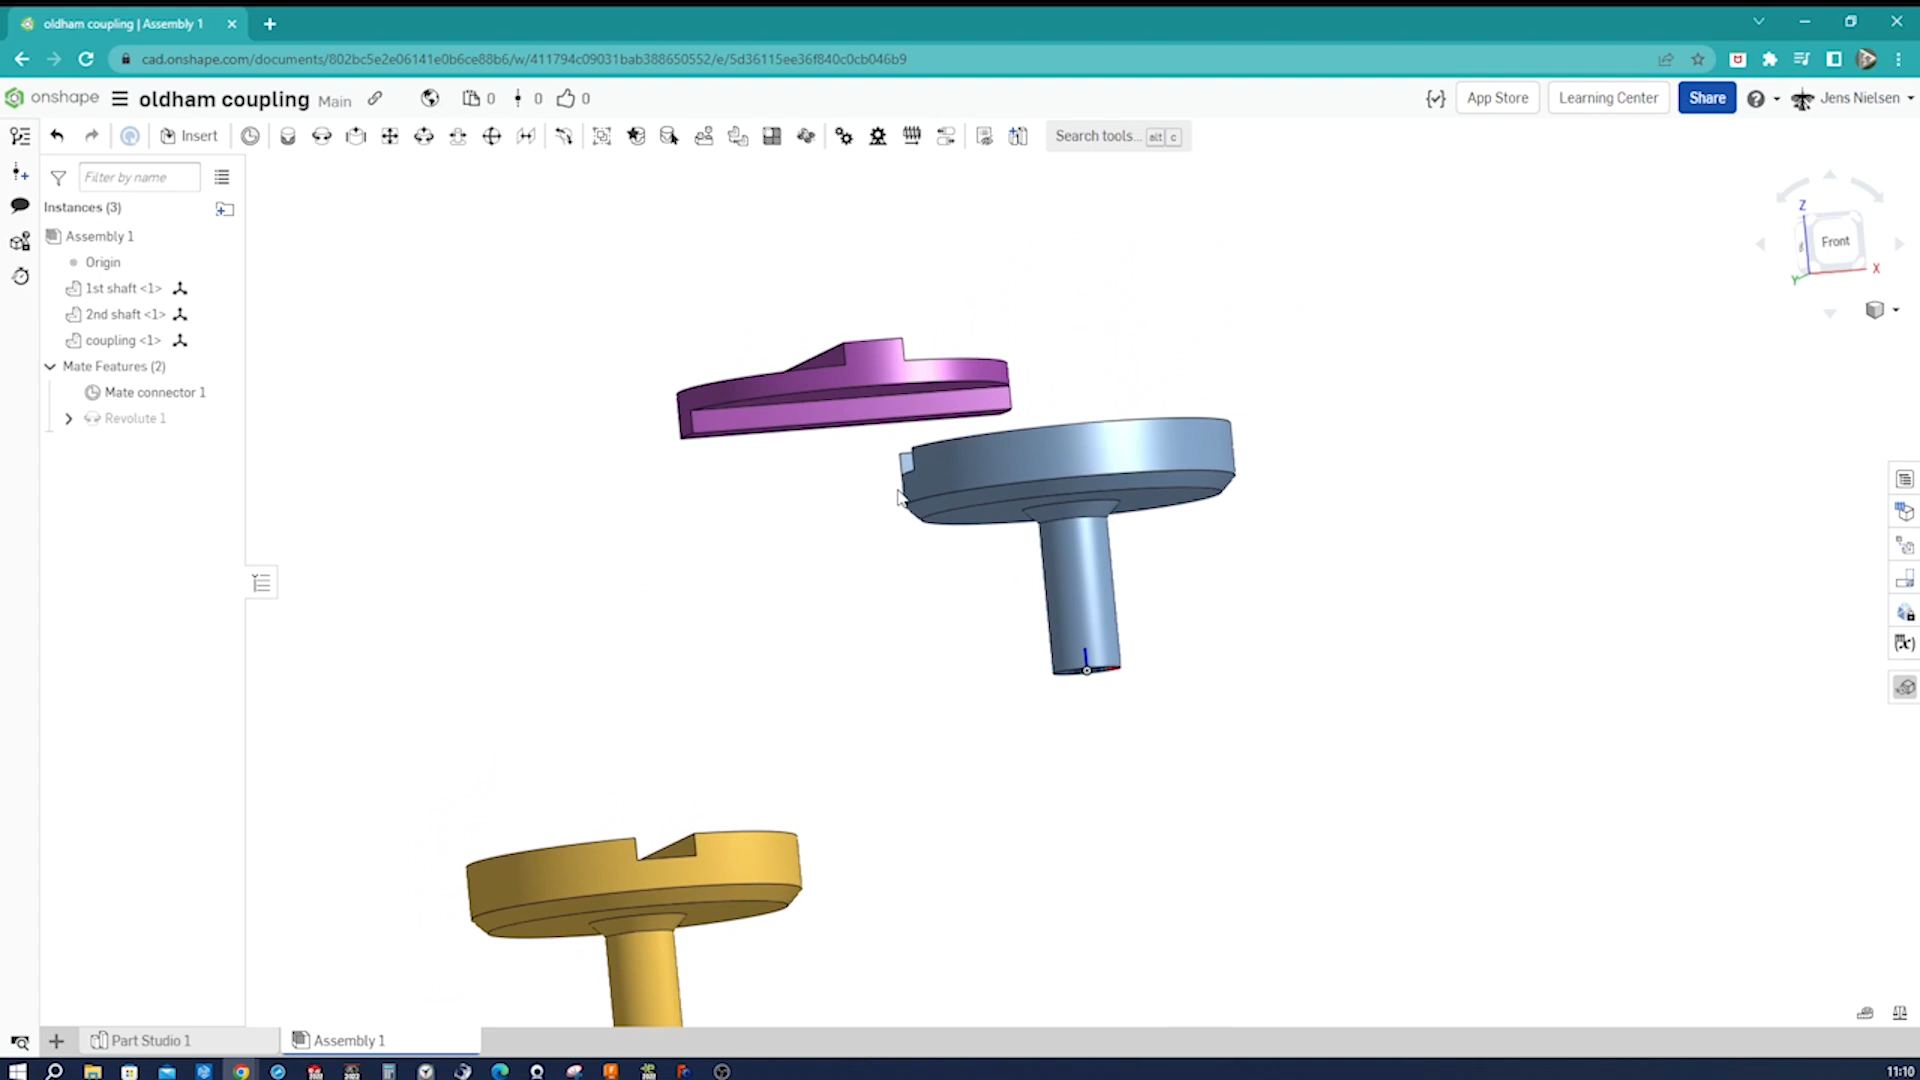 oldham coupling | Assembly 1
cad.onshape.com/documents/802bc5e2e06141e0b6ce88b6/w/411794c09031bab388650552/e/5d36115ee36f840c0cb046b9
onshape oldham coupling Main 0 0 0 App Store Learning Center Share Jens Nielsen
Insert Search tools... alt c
Filter by name
Instances (3)
Assembly 1
Origin
1st shaft <1>
2nd shaft <1>
coupling <1>
Mate Features (2)
Mate connector 1
Revolute 1
Z
Front
X
Y
(x)
Part Studio 1
Assembly 1
11:10